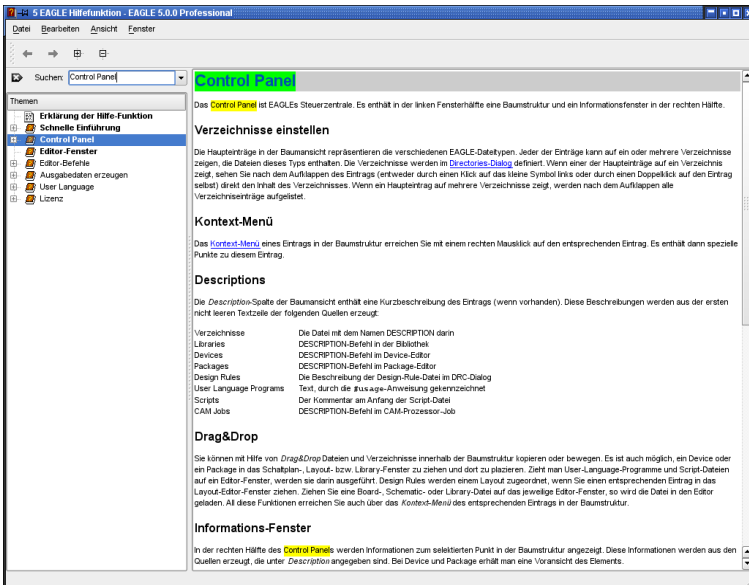 5 EAGLE Hilfefunktion - EAGLE 5.0.0 Professional
Datei Bearbeiten Ansicht Fenster
Suchen: Control Panel
Themen
Erklärung der Hilfe-Funktion
Schnelle Einführung
Control Panel
Editor-Fenster
Editor-Befehle
Ausgabedaten erzeugen
User Language
Lizenz
Control Panel
Das Control Panel ist EAGLEs Steuerzentrale. Es enthält in der linken Fensterhälfte eine Baumstruktur und ein Informationsfenster in der rechten Hälfte.
Verzeichnisse einstellen
Die Haupteinträge in der Baumansicht repräsentieren die verschiedenen EAGLE-Dateitypen. Jeder der Einträge kann auf ein oder mehrere Verzeichnisse
zeigen, die Dateien dieses Typs enthalten. Die Verzeichnisse werden im Directories-Dialog definiert. Wenn einer der Haupteinträge auf ein Verzeichnis
zeigt, sehen Sie nach dem Aufklappen des Eintrags (entweder durch einen Klick auf das kleine Symbol links oder durch einen Doppelklick auf den Eintrag
selbst) direkt den Inhalt des Verzeichnisses. Wenn ein Haupteintrag auf mehrere Verzeichnisse zeigt, werden nach dem Aufklappen alle
Verzeichniseinträge aufgelistet.
Kontext-Menü
Das Kontext-Menü eines Eintrags in der Baumstruktur erreichen Sie mit einem rechten Mausklick auf den entsprechenden Eintrag. Es enthält dann spezielle
Punkte zu diesem Eintrag.
Descriptions
Die Description-Spalte der Baumansicht enthält eine Kurzbeschreibung des Eintrags (wenn vorhanden). Diese Beschreibungen werden aus der ersten
nicht leeren Textzeile der folgenden Quellen erzeugt:
Verzeichnisse Die Datei mit dem Namen DESCRIPTION darin
Libraries DESCRIPTION-Befehl in der Bibliothek
Devices DESCRIPTION-Befehl im Device-Editor
Packages DESCRIPTION-Befehl im Package-Editor
Design Rules Die Beschreibung der Design-Rule-Datei im DRC-Dialog
User Language Programs Text, durch die #usage-Anweisung gekennzeichnet
Scripts Der Kommentar am Anfang der Script-Datei
CAM Jobs DESCRIPTION-Befehl im CAM-Prozessor-Job
Drag&Drop
Sie können mit Hilfe von Drag&Drop Dateien und Verzeichnisse innerhalb der Baumstruktur kopieren oder bewegen. Es ist auch möglich, ein Device oder
ein Package in das Schaltplan-, Layout- bzw. Library-Fenster zu ziehen und dort zu plazieren. Zieht man User-Language-Programme und Script-Dateien
auf ein Editor-Fenster, werden sie darin ausgeführt. Design Rules werden einem Layout zugeordnet, wenn Sie einen entsprechenden Eintrag in das
Layout-Editor-Fenster ziehen. Ziehen Sie eine Board-, Schematic- oder Library-Datei auf das jeweilige Editor-Fenster, so wird die Datei in den Editor
geladen. All diese Funktionen erreichen Sie auch über das Kontext-Menü des entsprechenden Eintrags in der Baumstruktur.
Informations-Fenster
In der rechten Hälfte des Control Panels werden Informationen zum selektierten Punkt in der Baumstruktur angezeigt. Diese Informationen werden aus den
Quellen erzeugt, die unter Description angegeben sind. Bei Device und Package erhält man eine Voransicht des Elements.